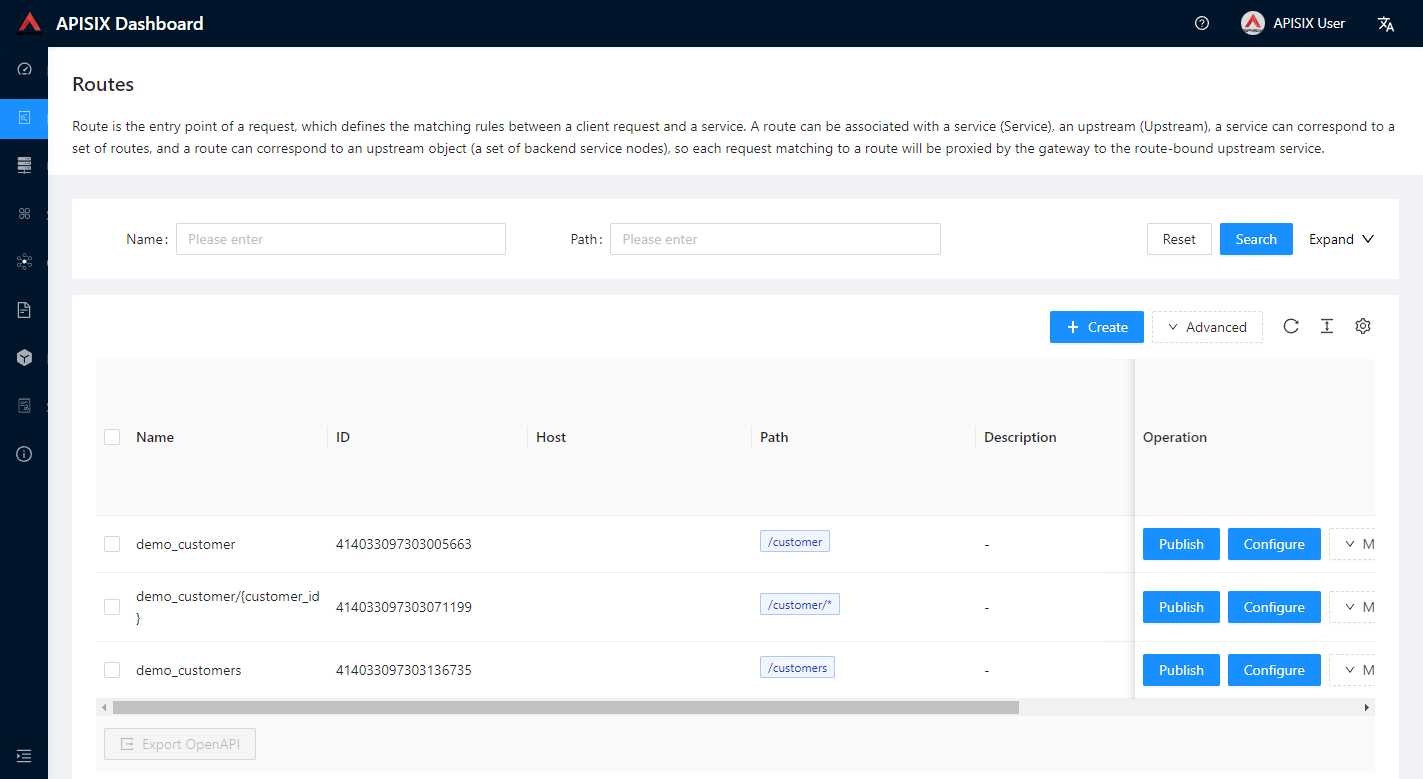 APISIX Dashboard
APISIX User
Routes
Route is the entry point of a request, which defines the matching rules between a client request and a service. A route can be associated with a service (Service), an upstream (Upstream), a service can correspond to a
set of routes, and a route can correspond to an upstream object (a set of backend service nodes), so each request matching to a route will be proxied by the gateway to the route-bound upstream service.
Name: Please enter Path: Please enter Reset Search Expand
+ Create Advanced
Name ID Host Path Description Operation
demo_customer 414033097303005663 /customer - Publish Configure M
demo_customer/{customer_id
} 414033097303071199 /customer/* - Publish Configure M
demo_customers 414033097303136735 /customers - Publish Configure M
Export OpenAPI